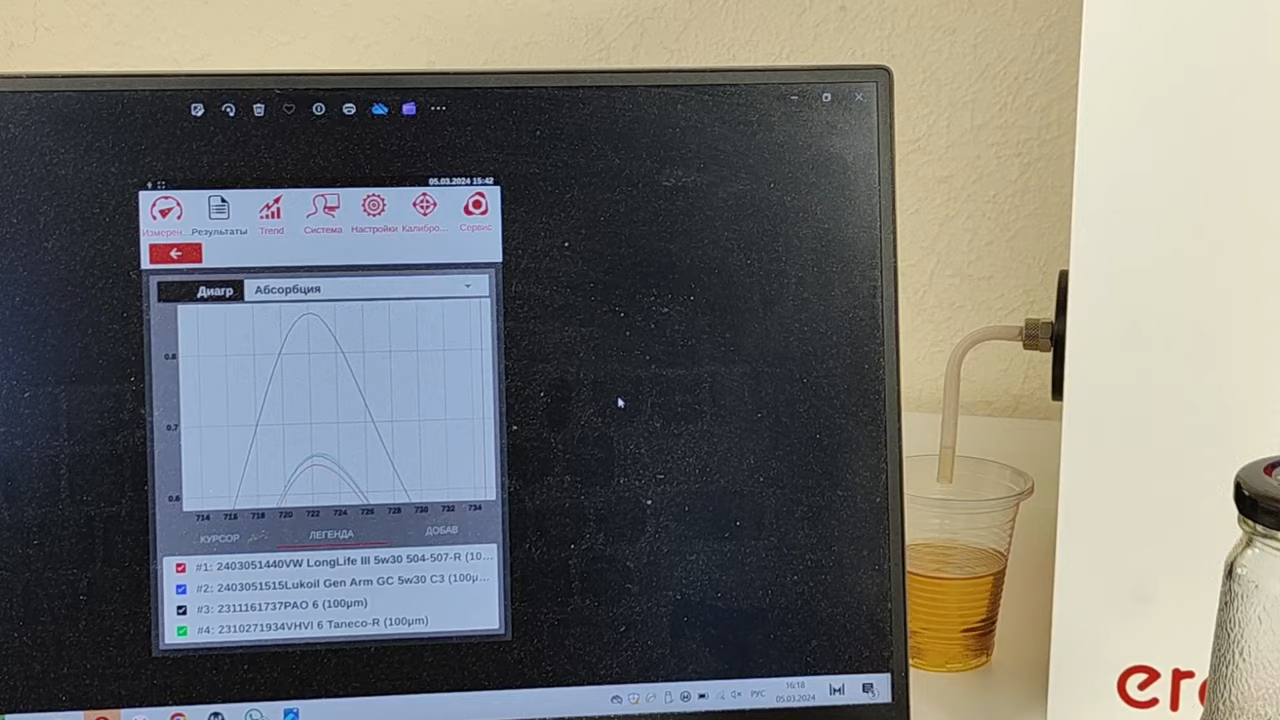 05.03.2024 15:42
Измерен... Результаты Trend Система Настройки Калибро... Сервис
Диагр Абсорбция
0.8
0.7
0.6
714 716 718 720 722 724 726 728 730 732 734
КУРСОР ЛЕГЕНДА ДОБАВ
#1: 2403051440VW LongLife III 5w30 504-507-R (10...
#2: 2403051515Lukoil Gen Arm GC 5w30 C3 (100µ...
#3: 2311161737PAO 6 (100µm)
#4: 2310271934VHVI 6 Taneco-R (100µm)
РУС
16:18
05.03.2024
5
er